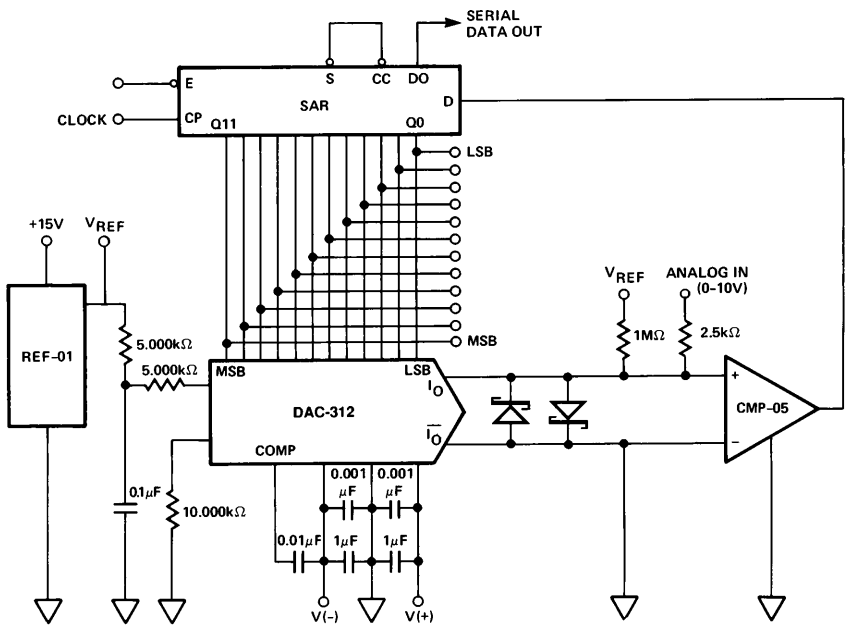 SERIAL
DATA OUT
S
CC
DO
E
SAR
D
CLOCK
CP
Q11
Q0
LSB
+15V
VREF
VREF
ANALOG IN
(0–10V)
5.000kΩ
1MΩ
2.5kΩ
MSB
REF-01
5.000kΩ
MSB
LSB
IO
+
DAC-312
CMP-05
IO
−
COMP
0.001
μF
0.001
μF
0.1μF
10.000kΩ
0.01μF
1μF
1μF
V(−)
V(+)